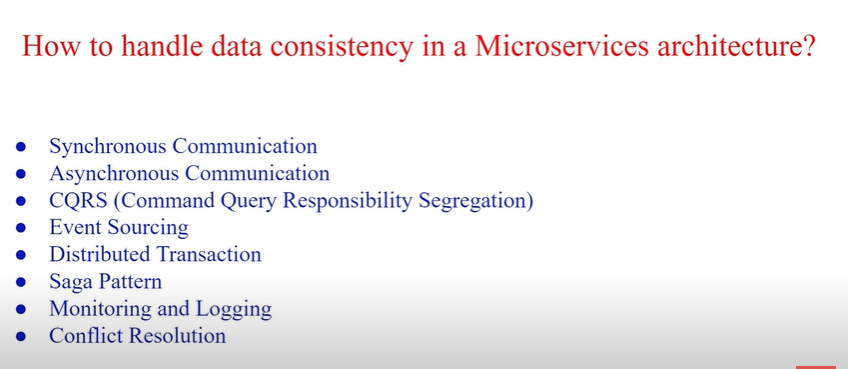 How to handle data consistency in a Microservices architecture?
● Synchronous Communication
● Asynchronous Communication
● CQRS (Command Query Responsibility Segregation)
● Event Sourcing
● Distributed Transaction
● Saga Pattern
● Monitoring and Logging
● Conflict Resolution